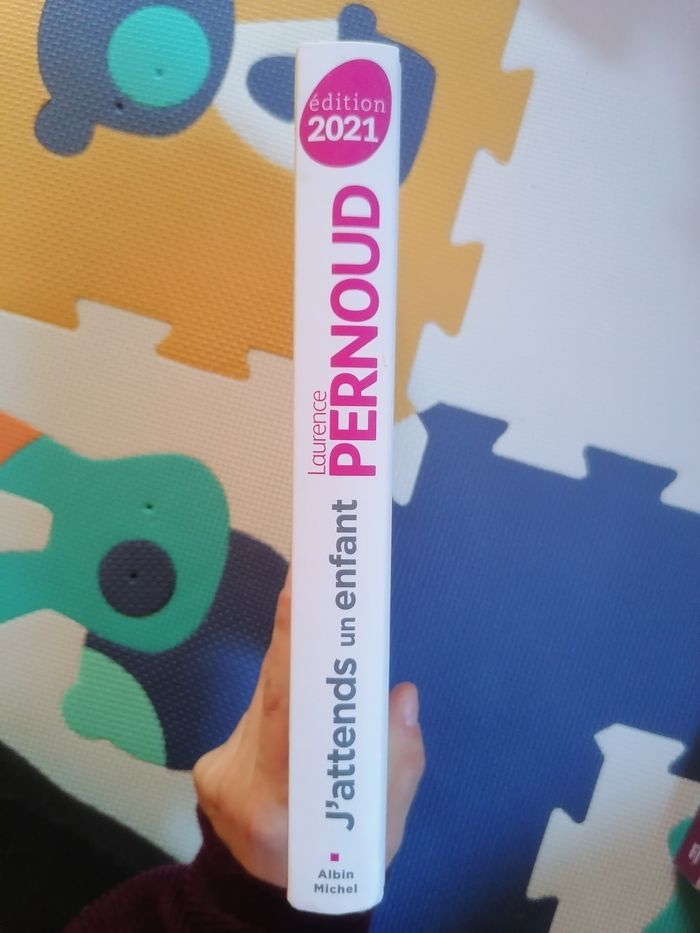 édition
2021
Laurence
PERNOUD
J'attends un enfant
Albin
Michel